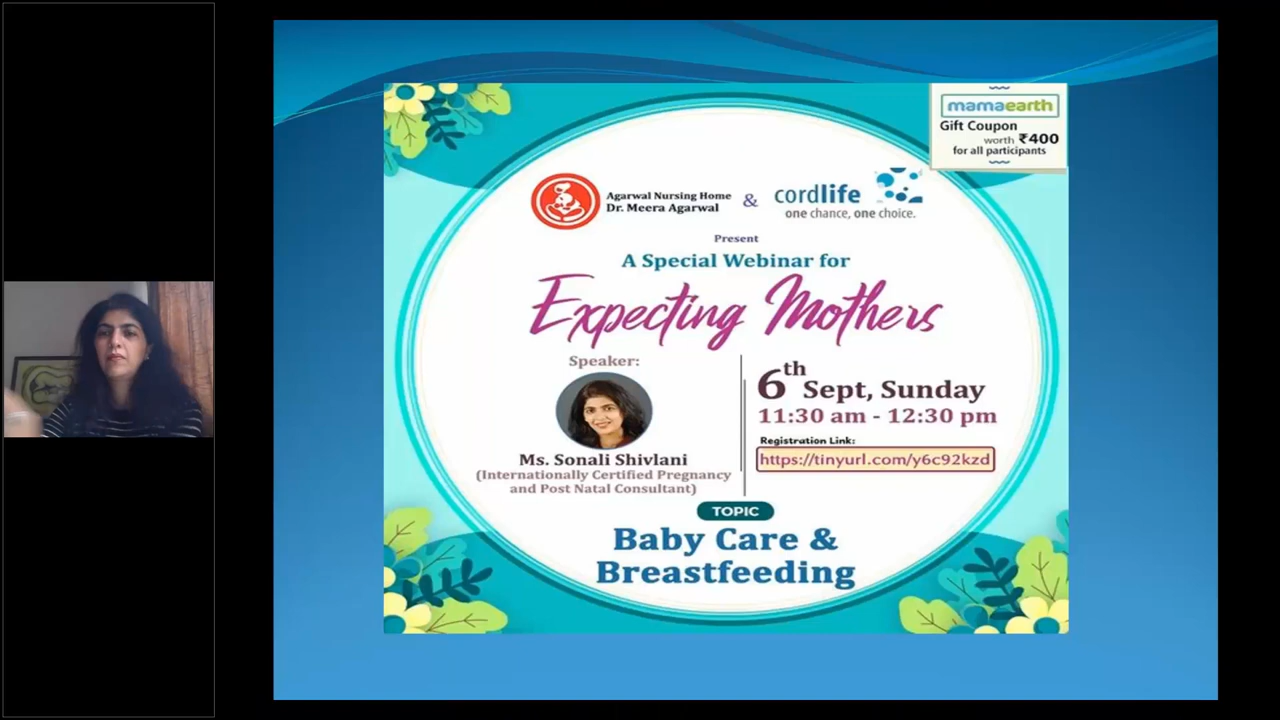 mamaearth
Gift Coupon
worth ₹400
for all participants
Agarwal Nursing Home
Dr. Meera Agarwal
&
cordlife
one chance, one choice.
Present
A Special Webinar for
Expecting Mothers
Speaker:
Ms. Sonali Shivlani
(Internationally Certified Pregnancy
and Post Natal Consultant)
6th Sept, Sunday
11:30 am - 12:30 pm
Registration Link:
https://tinyurl.com/y6c92kzd
TOPIC
Baby Care &
Breastfeeding